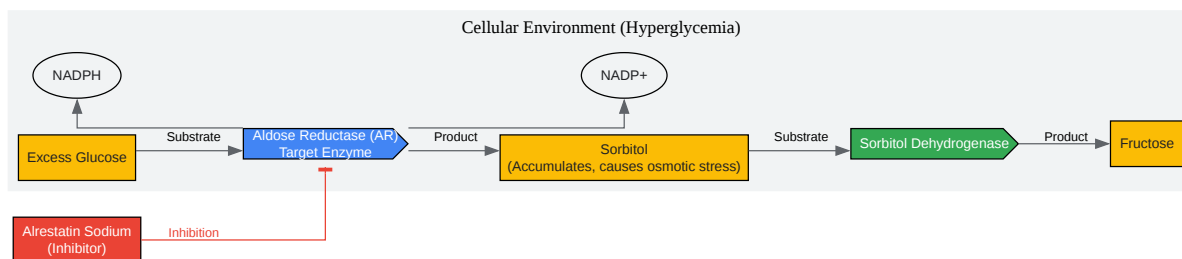 Cellular Environment (Hyperglycemia)
NADPH
NADP+
Excess Glucose
Substrate
Aldose Reductase (AR)
Target Enzyme
Product
Sorbitol
(Accumulates, causes osmotic stress)
Substrate
Sorbitol Dehydrogenase
Product
Fructose
Alrestatin Sodium
(Inhibitor)
Inhibition